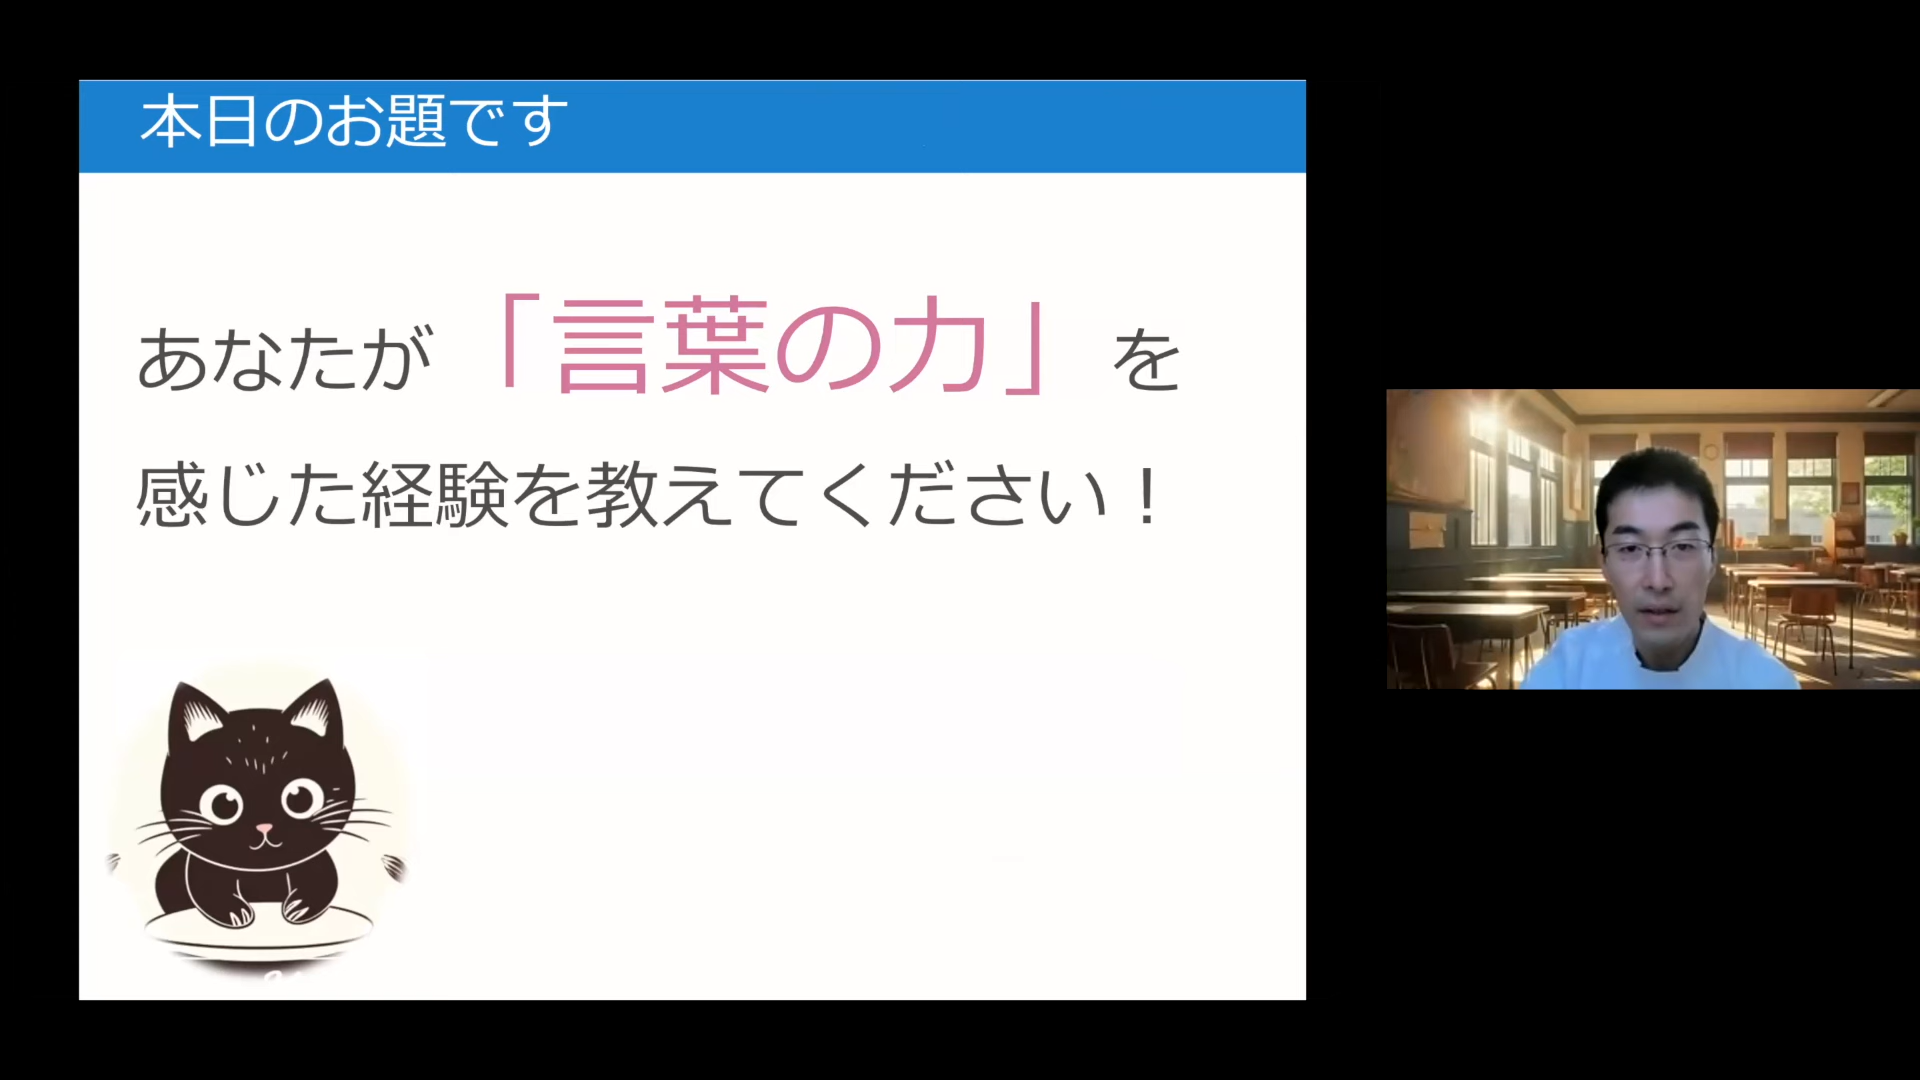 本日のお題です
あなたが「言葉の力」を
感じた経験を教えてください！